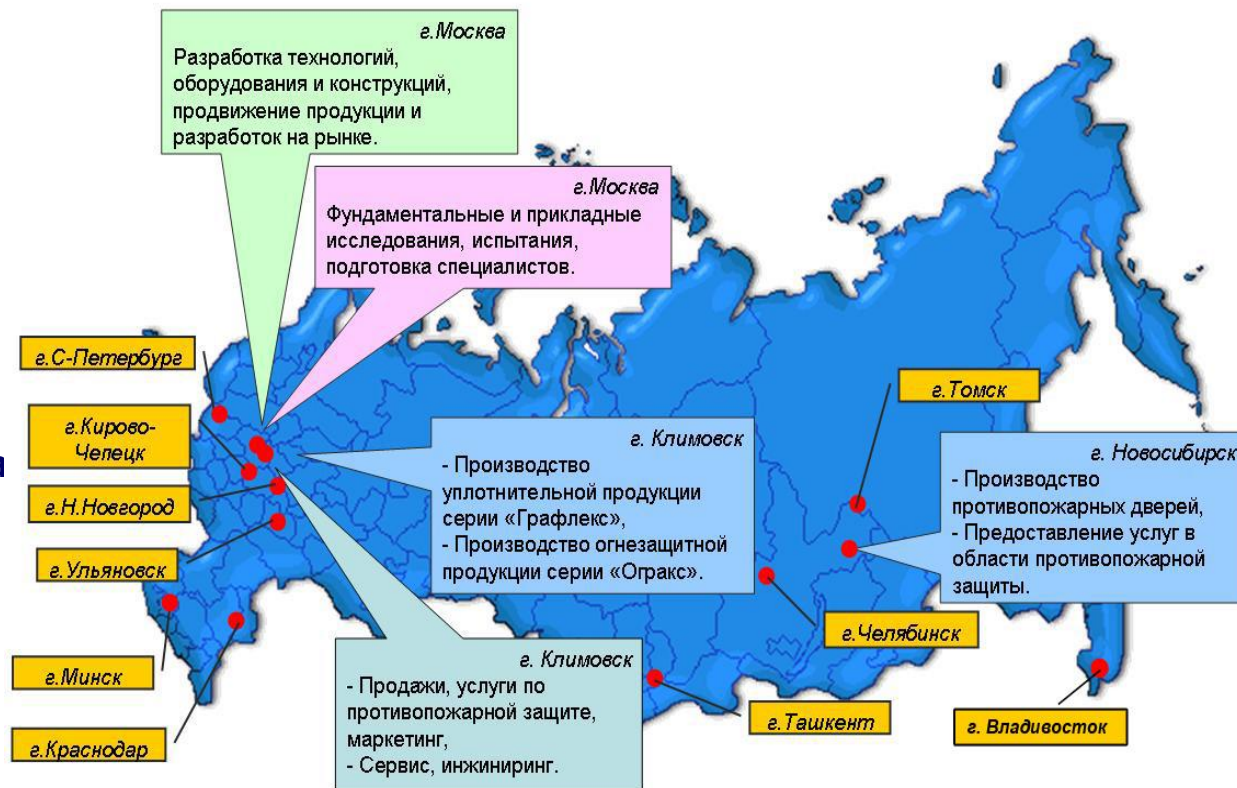 г.Москва
Разработка технологий,
оборудования и конструкций,
продвижение продукции и
разработок на рынке.
г.Москва
Фундаментальные и прикладные
исследования, испытания,
подготовка специалистов.
г.С-Петербург
г.Кирово-
Чепецк
г.Н.Новгород
г.Ульяновск
г.Минск
г.Краснодар
г. Климовск
- Производство
уплотнительной продукции
серии «Графлекс»,
- Производство огнезащитной
продукции серии «Огракс».
г. Климовск
- Продажи, услуги по
противопожарной защите,
маркетинг,
- Сервис, инжиниринг.
г.Томск
г. Новосибирск
- Производство
противопожарных дверей,
- Предоставление услуг в
области противопожарной
защиты.
г.Челябинск
г.Ташкент
г. Владивосток